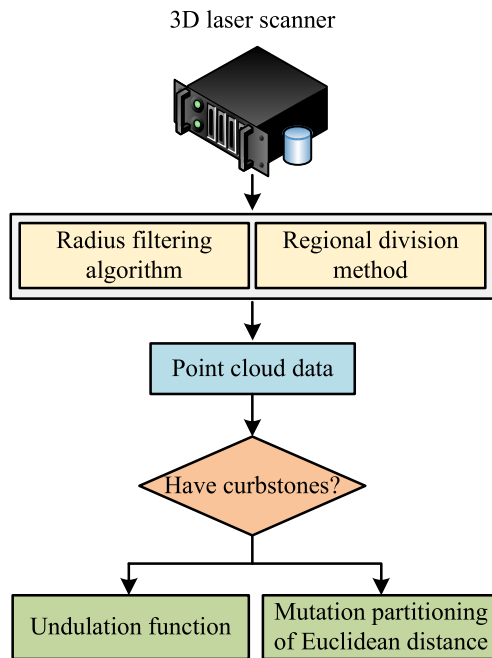 3D laser scanner
Radius filtering
algorithm
Regional division
method
Point cloud data
Have curbstones?
Undulation function
Mutation partitioning
of Euclidean distance